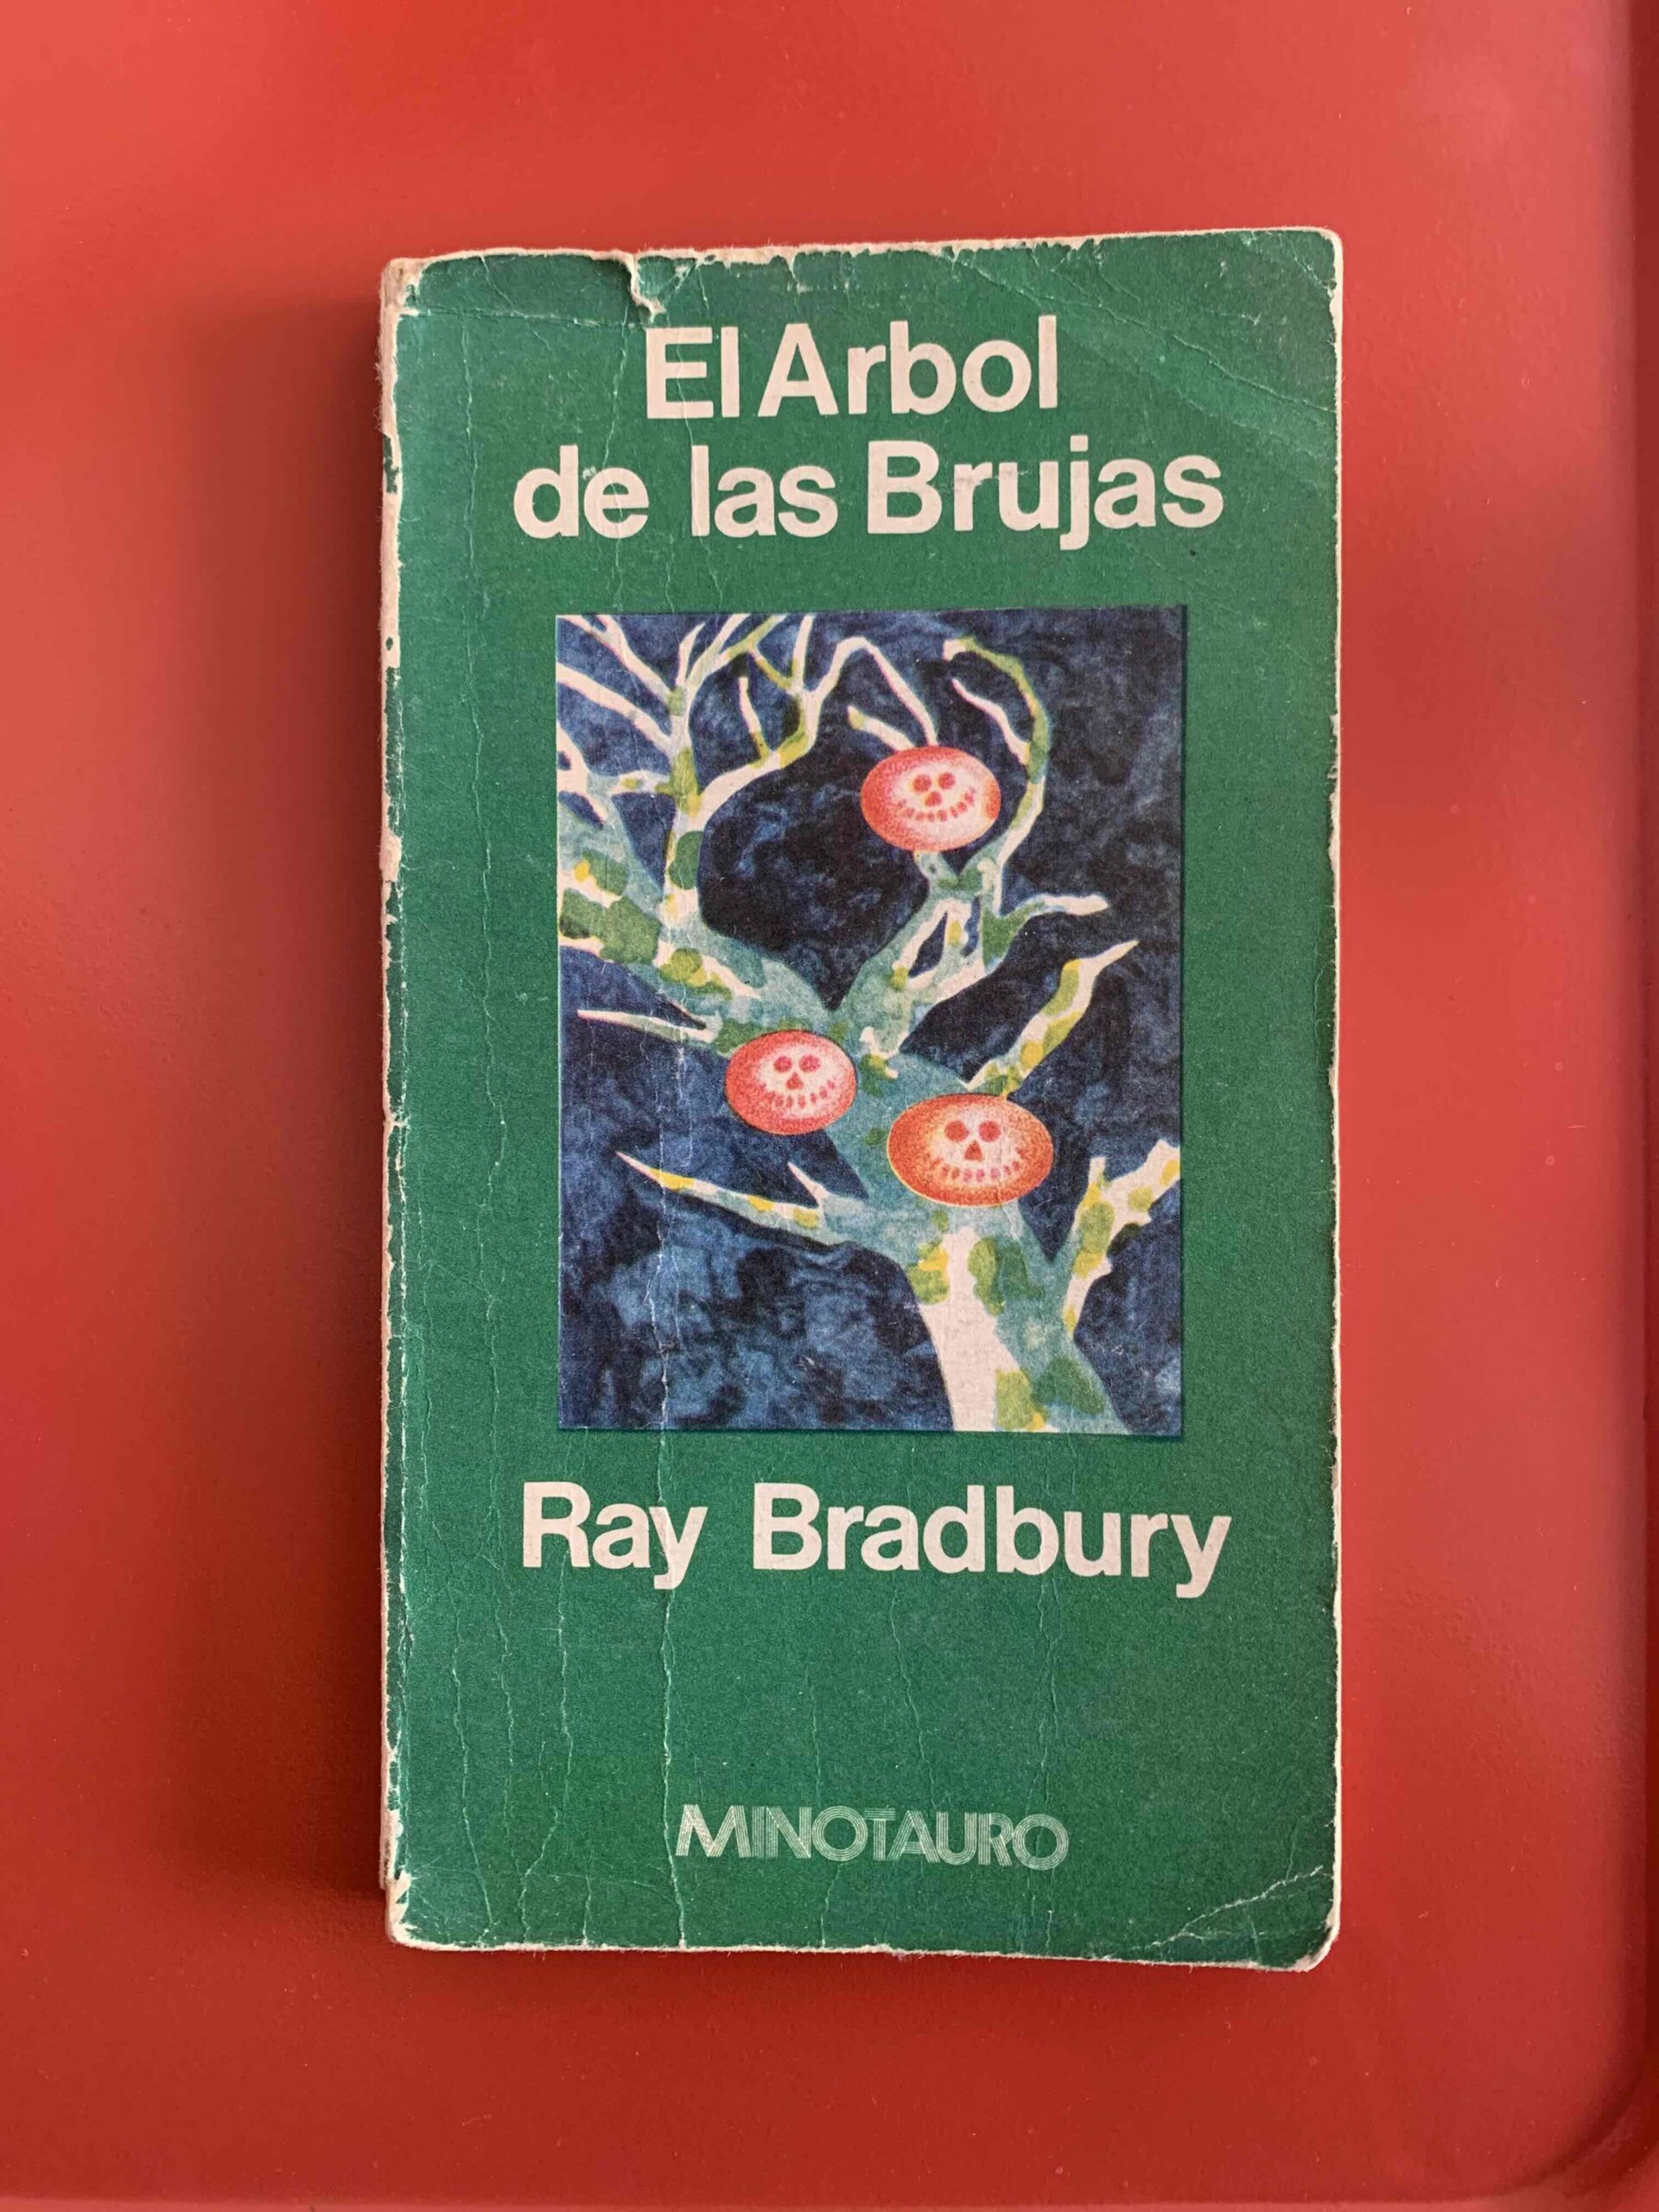 El Arbol
de las Brujas
Ray Bradbury
MINOTAURO